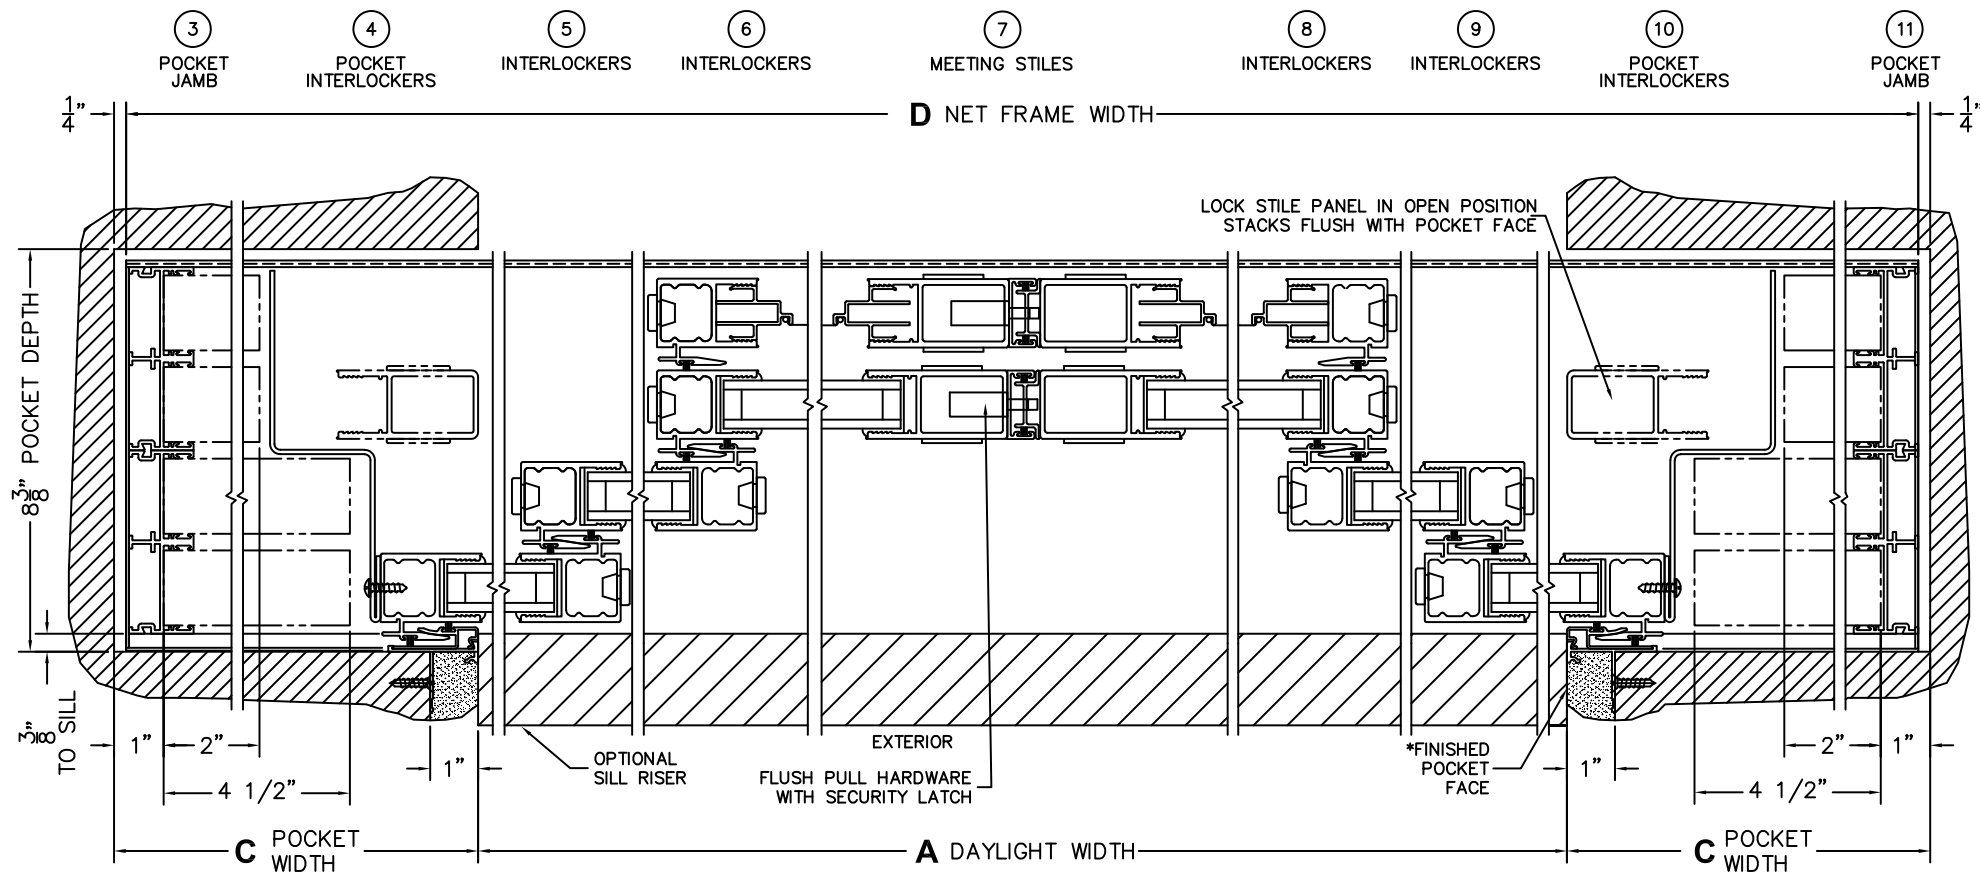 3
POCKET
JAMB
4
POCKET
INTERLOCKERS
5
INTERLOCKERS
6
INTERLOCKERS
7
MEETING STILES
8
INTERLOCKERS
9
INTERLOCKERS
10
POCKET
INTERLOCKERS
11
POCKET
JAMB
1/4"
D NET FRAME WIDTH
1/4"
LOCK STILE PANEL IN OPEN POSITION
STACKS FLUSH WITH POCKET FACE
8 3/8" POCKET DEPTH
3/8"
TO SILL
1"
2"
4 1/2"
1"
OPTIONAL
SILL RISER
EXTERIOR
FLUSH PULL HARDWARE
WITH SECURITY LATCH
*FINISHED
POCKET
FACE
1"
2"
1"
4 1/2"
C POCKET
WIDTH
A DAYLIGHT WIDTH
C POCKET
WIDTH